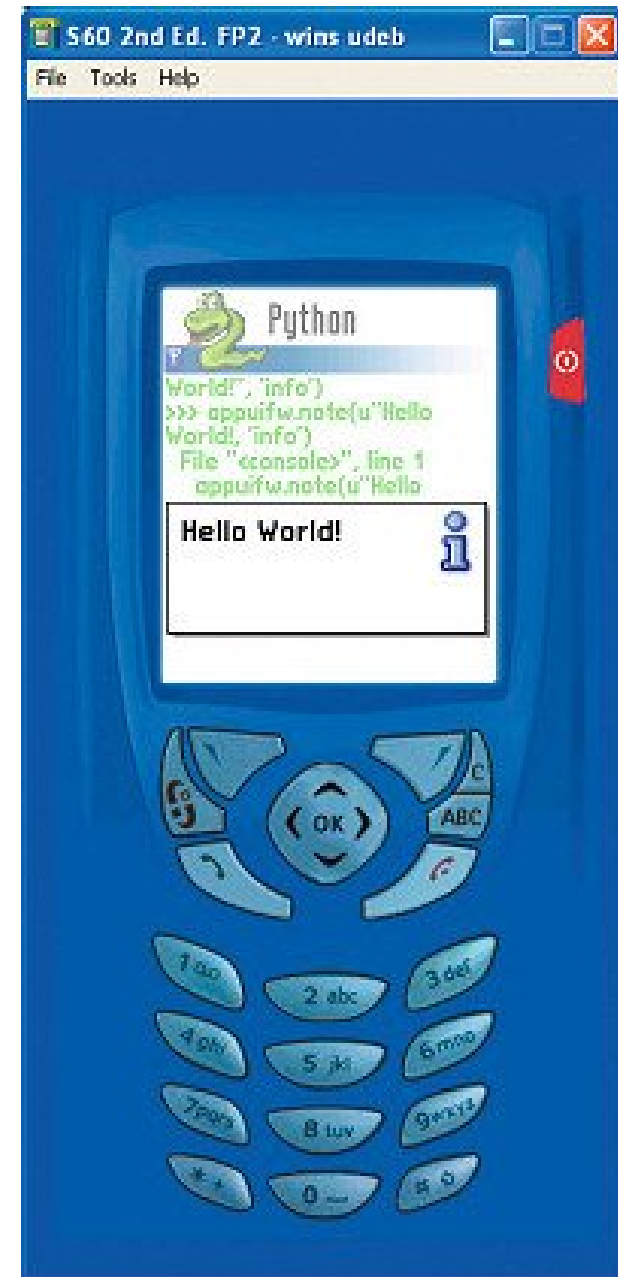 S60 2nd Ed. FP2 - wins udeb
File Tools Help
Python
World!", 'info')
>>> appuifw.note(u"Hello
World!, 'info')
File "<console>", line 1
appuifw.note(u"Hello
Hello World!
C
OK
ABC
2 abc
3 def
4 ghi
5 jkl
6 mno
7 pqrs
8 tuv
9 wxyz
* +
0